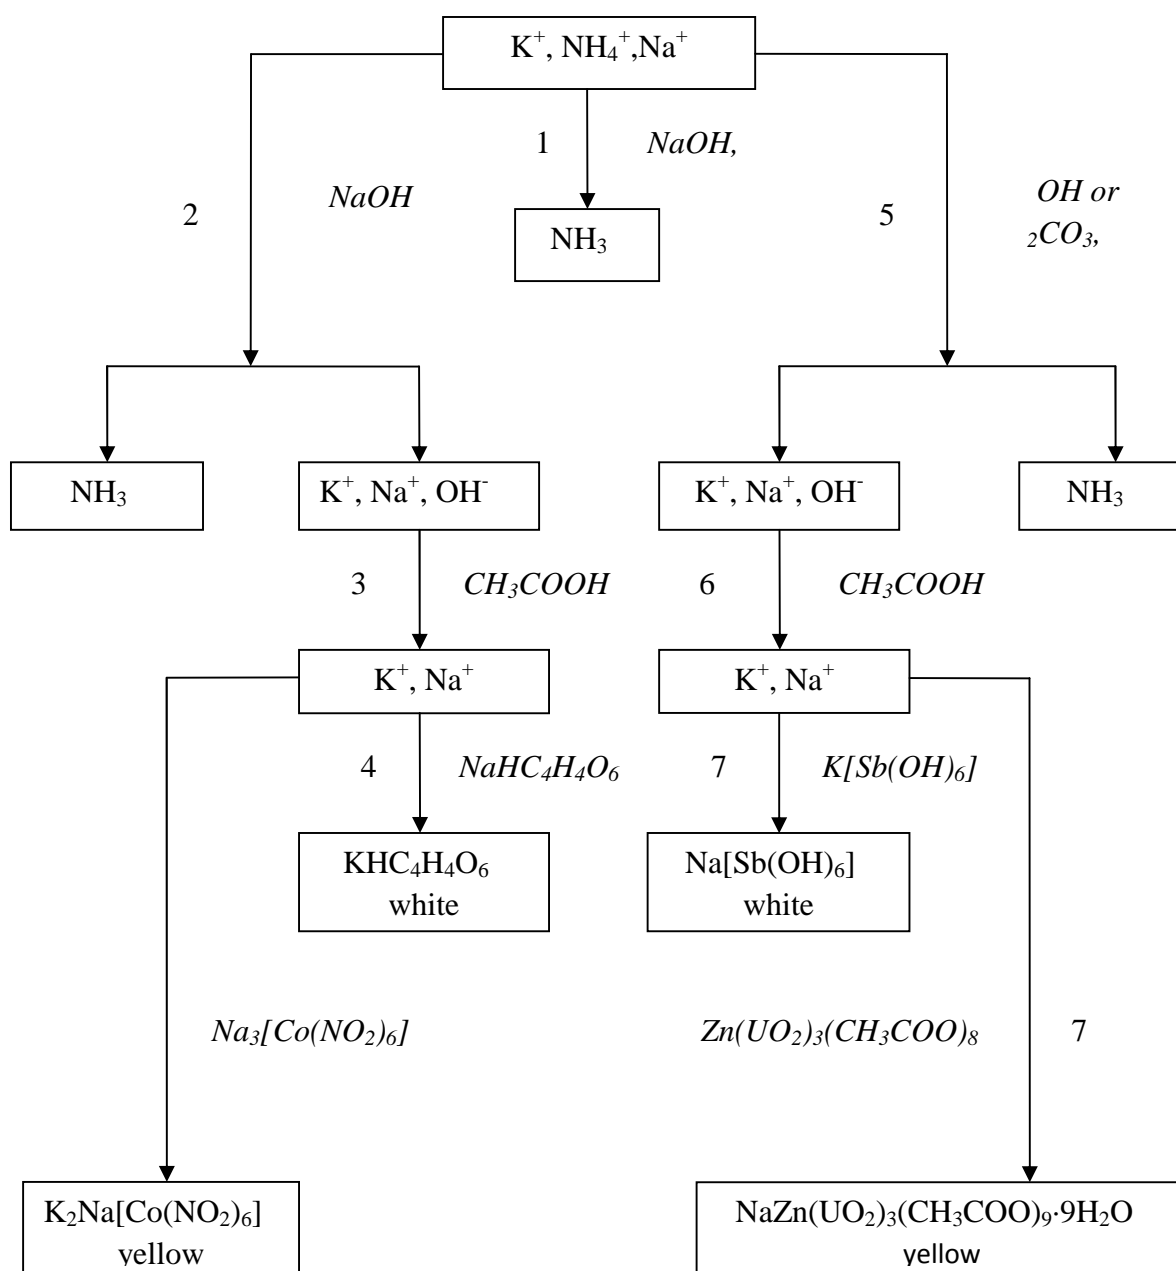 K⁺, NH₄⁺,Na⁺
1
NaOH,
2
NaOH
5
OH or
₂CO₃,
NH₃
NH₃
K⁺, Na⁺, OH⁻
K⁺, Na⁺, OH⁻
NH₃
3
CH₃COOH
6
CH₃COOH
K⁺, Na⁺
K⁺, Na⁺
4
NaHC₄H₄O₆
7
K[Sb(OH)₆]
KHC₄H₄O₆
white
Na[Sb(OH)₆]
white
Na₃[Co(NO₂)₆]
Zn(UO₂)₃(CH₃COO)₈
7
K₂Na[Co(NO₂)₆]
yellow
NaZn(UO₂)₃(CH₃COO)₉·9H₂O
yellow